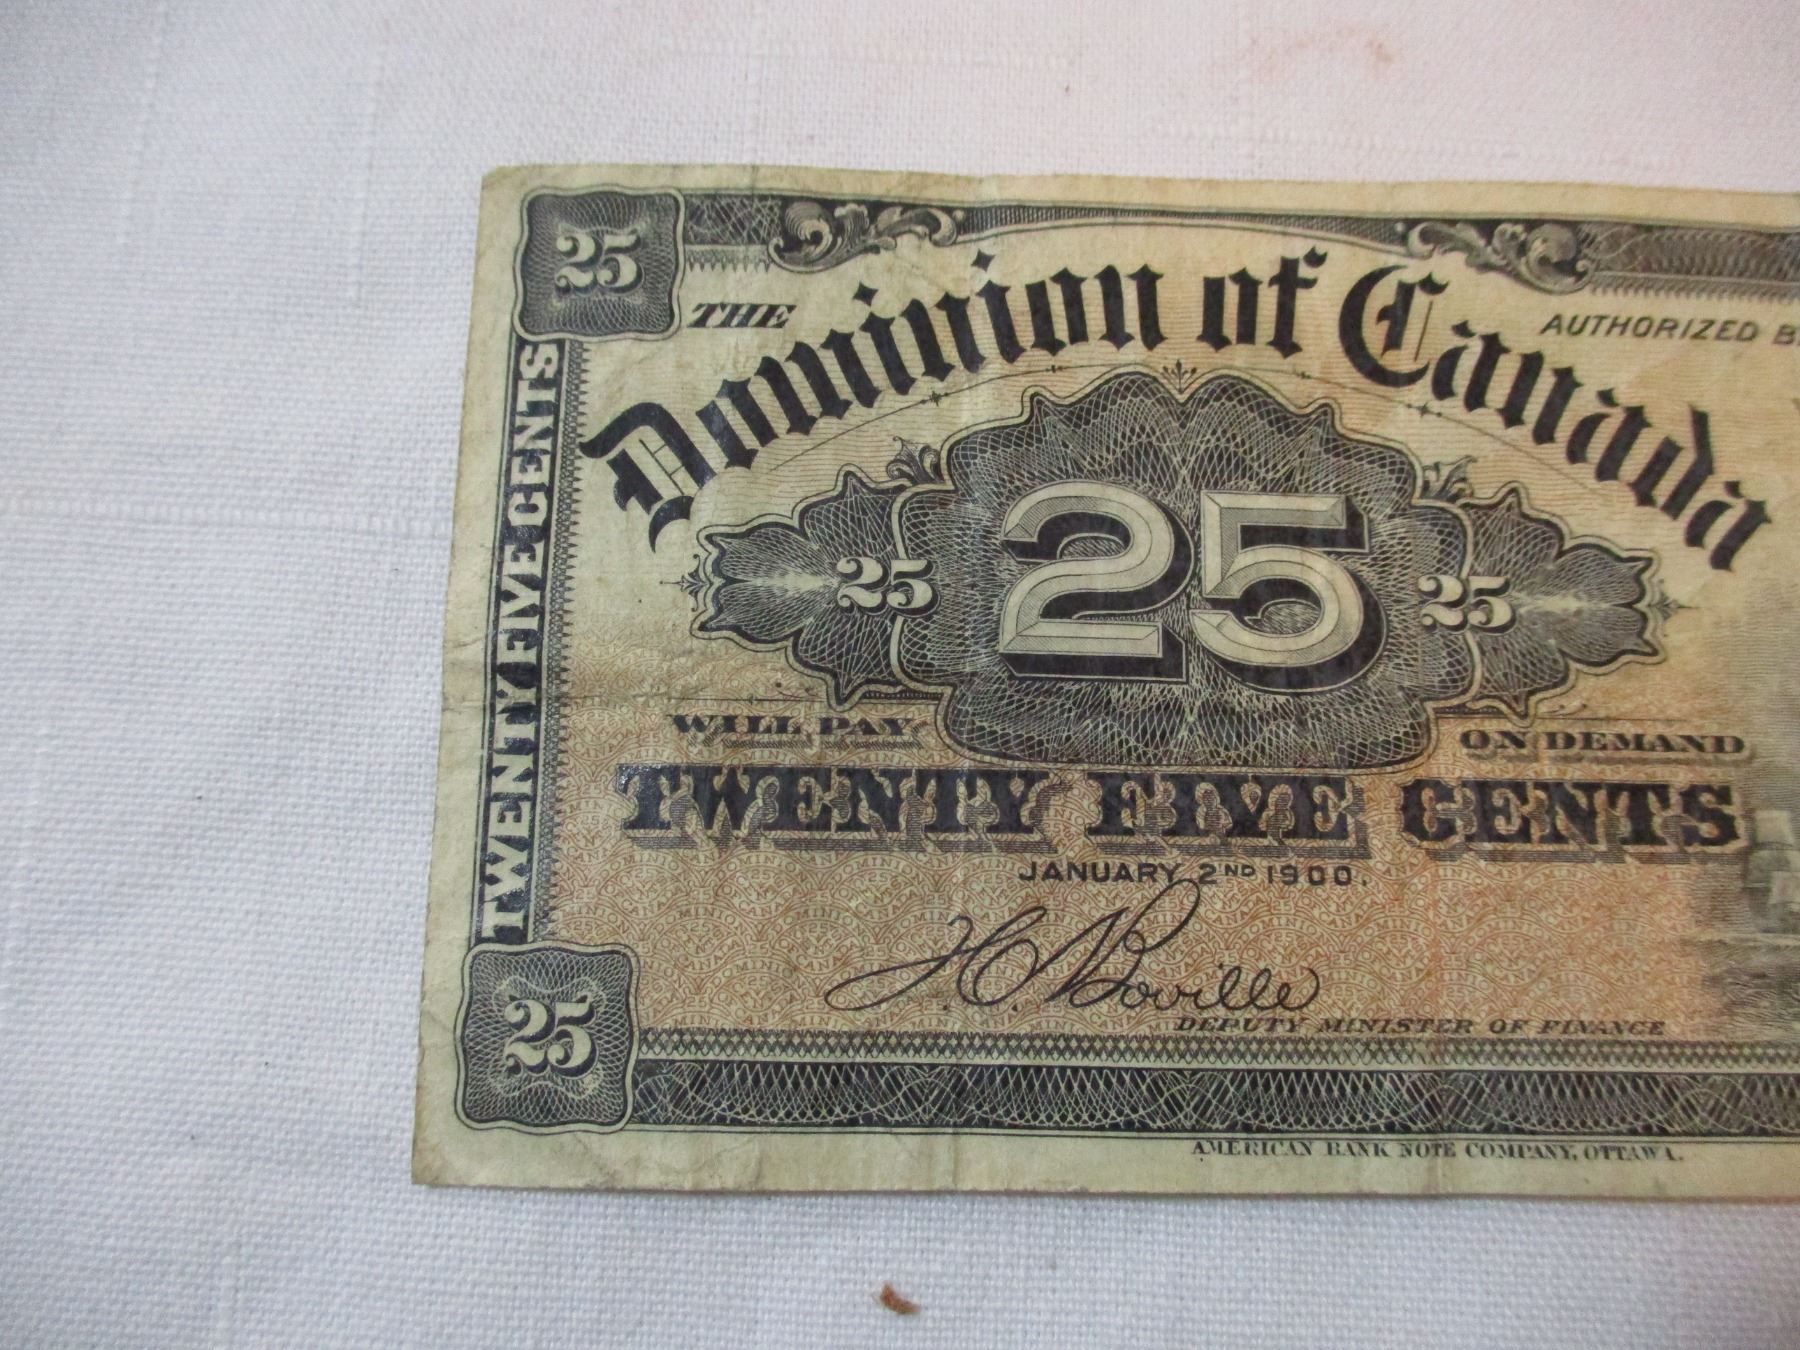 25
THE
Dominion of Canada
AUTHORIZED
TWENTY FIVE CENTS
25 25 25
WILL PAY
ON DEMAND
TWENTY FIVE CENTS
JANUARY 2ND 1900.
H C Boville
DEPUTY MINISTER OF FINANCE
25
AMERICAN BANK NOTE COMPANY, OTTAWA.